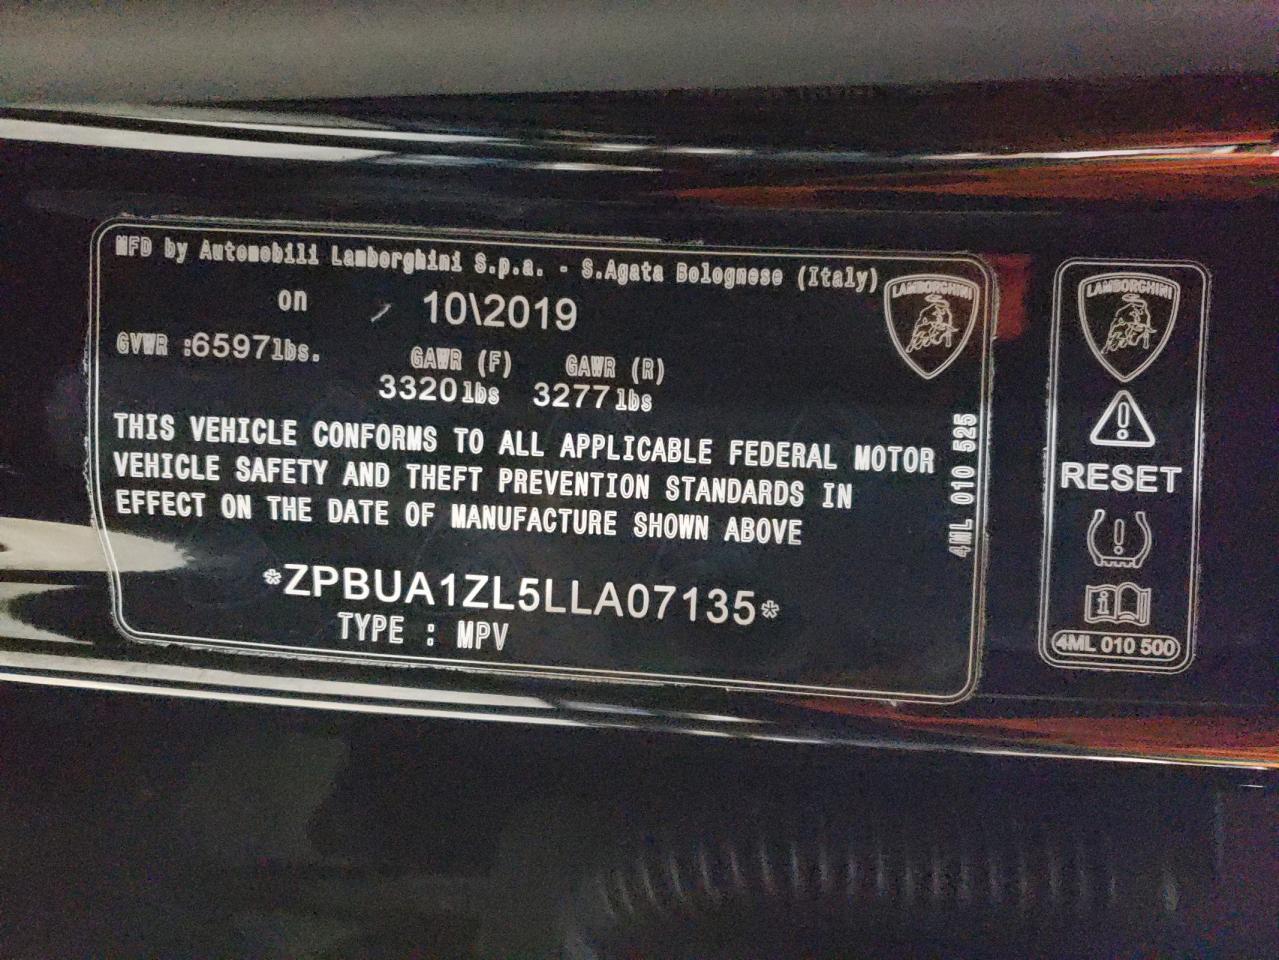 MFD by Automobili Lamborghini S.p.a. - S.Agata Bolognese (Italy)
on 10\2019
GVWR :6597lbs. GAWR (F) GAWR (R)
3320lbs 3277lbs
THIS VEHICLE CONFORMS TO ALL APPLICABLE FEDERAL MOTOR
VEHICLE SAFETY AND THEFT PREVENTION STANDARDS IN
EFFECT ON THE DATE OF MANUFACTURE SHOWN ABOVE
*ZPBUA1ZL5LLA07135*
TYPE : MPV
LAMBORGHINI
4ML 010 525
LAMBORGHINI
RESET
4ML 010 500